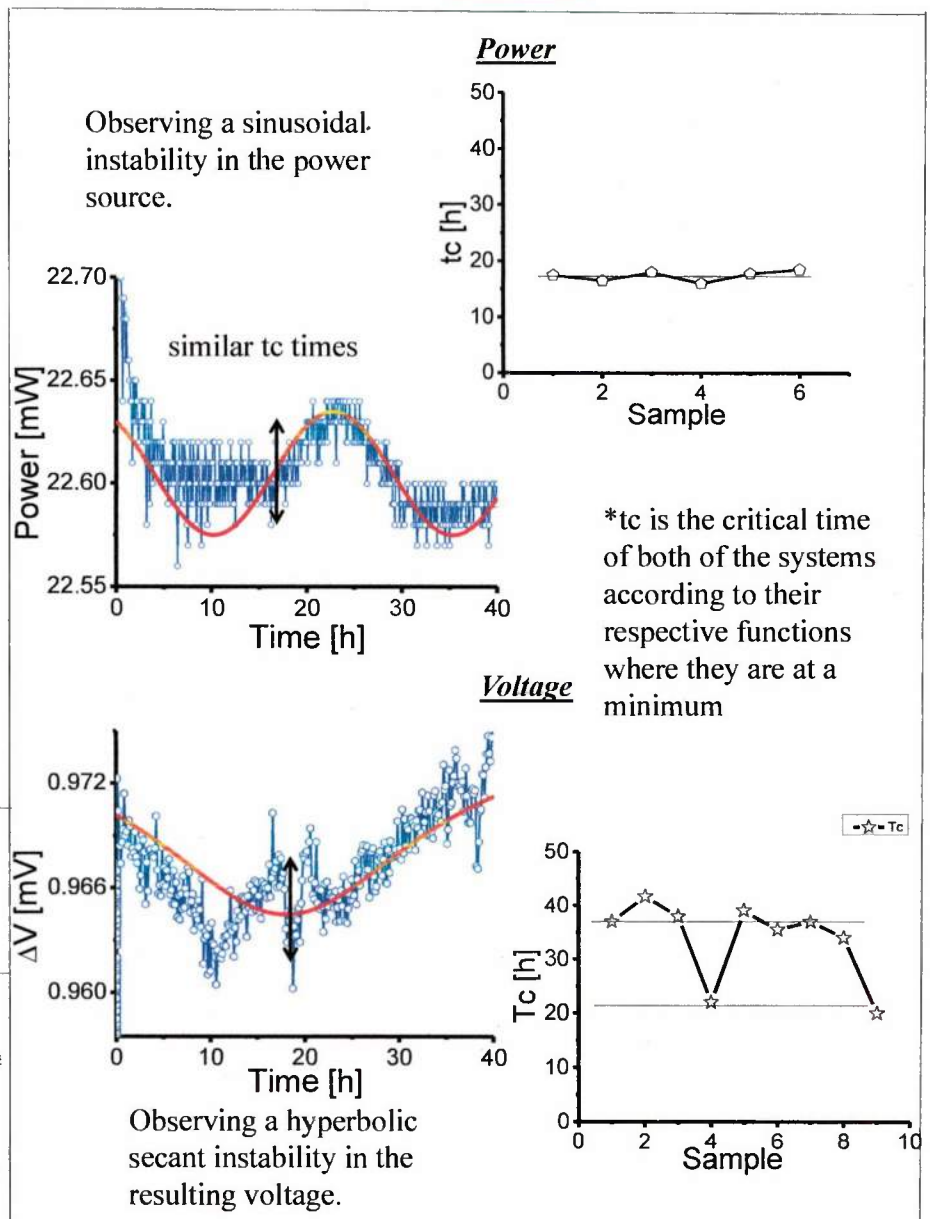 Power
Observing a sinusoidal
instability in the power
source.
50
40
30
20
10
0
tc [h]
0 2 4 6
Sample
22.70
22.65
22.60
22.55
Power [mW]
similar tc times
0 10 20 30 40
Time [h]
*tc is the critical time
of both of the systems
according to their
respective functions
where they are at a
minimum
Voltage
0.972
0.966
0.960
ΔV [mV]
0 10 20 30 40
Time [h]
Observing a hyperbolic
secant instability in the
resulting voltage.
Tc
50
40
30
20
10
0
Tc [h]
0 2 4 6 8 10
Sample